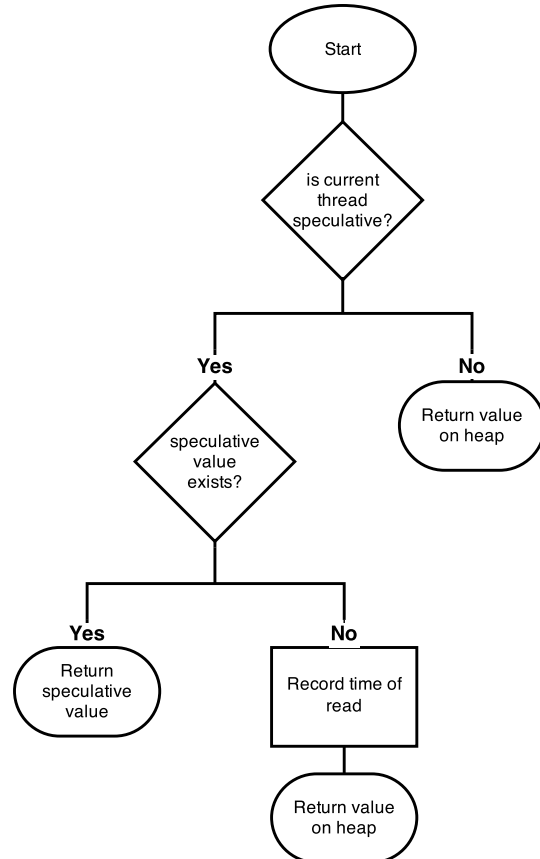 Start
is current
thread
speculative?
Yes
No
Return value
on heap
speculative
value
exists?
Yes
No
Return
speculative
value
Record time of
read
Return value
on heap